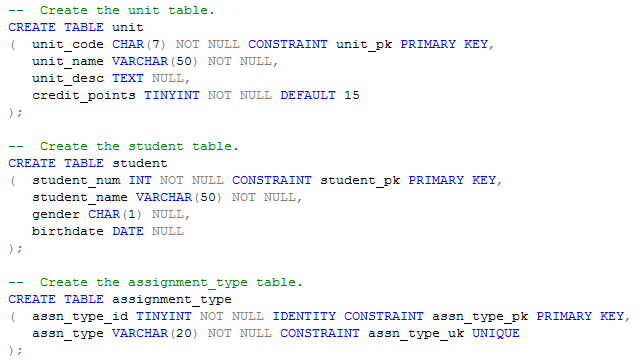 --  Create the unit table.
CREATE TABLE unit
(  unit_code CHAR(7) NOT NULL CONSTRAINT unit_pk PRIMARY KEY,
   unit_name VARCHAR(50) NOT NULL,
   unit_desc TEXT NULL,
   credit_points TINYINT NOT NULL DEFAULT 15
);

--  Create the student table.
CREATE TABLE student
(  student_num INT NOT NULL CONSTRAINT student_pk PRIMARY KEY,
   student_name VARCHAR(50) NOT NULL,
   gender CHAR(1) NULL,
   birthdate DATE NULL
);

--  Create the assignment_type table.
CREATE TABLE assignment_type
(  assn_type_id TINYINT NOT NULL IDENTITY CONSTRAINT assn_type_pk PRIMARY KEY,
   assn_type VARCHAR(20) NOT NULL CONSTRAINT assn_type_uk UNIQUE
);